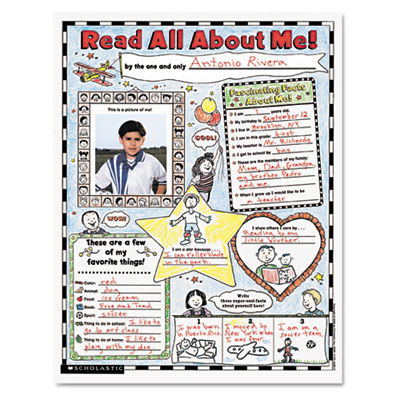 Read All About Me!
by the one and only Antonio Rivera
This is a picture of me!
COOL!
WOW!
Fascinating Facts
About Me!
I am 7 years old.
My birthday is September 12
I live in Brooklyn, NY
I am in this grade: first
My teacher is Mr. Richards
I get to school by bus
These are the members of my family:
Mom, Dad, Grandpa,
my brother Pedro
and me
When I grow up I would like to be
a teacher
I am a star because...
I can rollerblade
in the park.
I show others I care by...
Reading to my
little brother.
These are a few
of my
favorite things!
Color: red
Animal: dog
Food: ice cream
Book: Frog and Toad
Sport: soccer
Thing to do in school: I like to
go to art class
Thing to do at home: I like to
play with my dog
Write
three super-cool facts
about yourself here!
1
I was born
in Puerto Rico.
2
I moved to
New York when
I was four.
3
I am on a
soccer team.
SCHOLASTIC